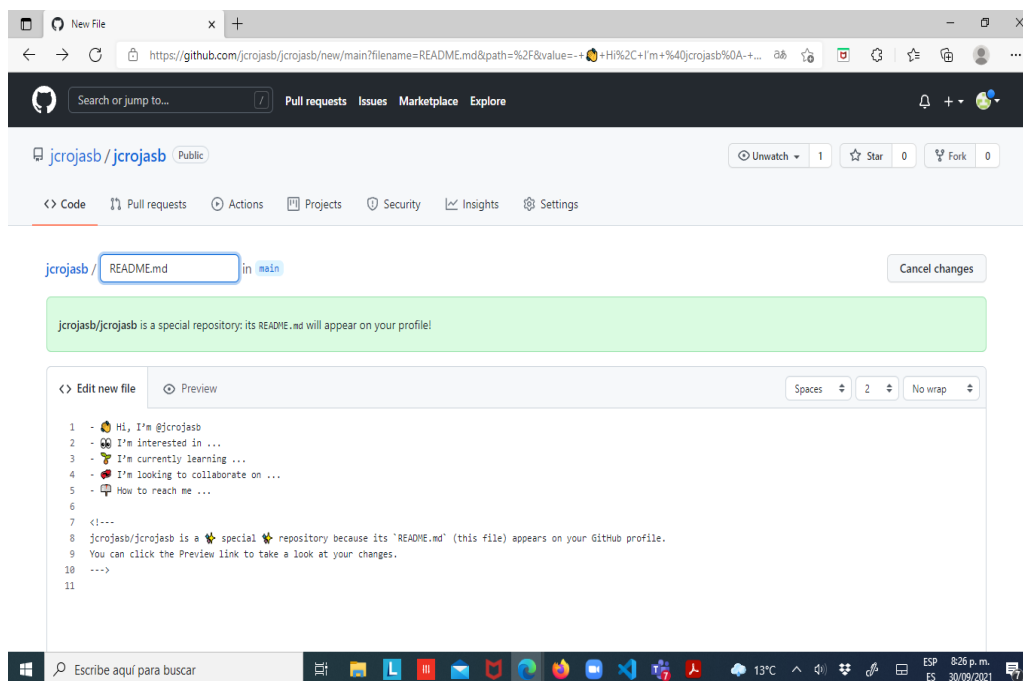 New File
https://github.com/jcrojasb/jcrojasb/new/main?filename=README.md&path=%2F&value=-+👋+Hi%2C+I'm+%40jcrojasb%0A-+...
Search or jump to... /
Pull requests Issues Marketplace Explore
jcrojasb / jcrojasb Public
Unwatch 1 Star 0 Fork 0
<> Code Pull requests Actions Projects Security Insights Settings
jcrojasb / README.md in main
Cancel changes
jcrojasb/jcrojasb is a special repository: its README.md will appear on your profile!
<> Edit new file Preview
Spaces 2 No wrap
1 - 👋 Hi, I'm @jcrojasb
2 - 👀 I'm interested in ...
3 - 🌱 I'm currently learning ...
4 - 💞️ I'm looking to collaborate on ...
5 - 📫 How to reach me ...
6
7 <!---
8 jcrojasb/jcrojasb is a ✨ special ✨ repository because its `README.md` (this file) appears on your GitHub profile.
9 You can click the Preview link to take a look at your changes.
10 --->
11
Escribe aquí para buscar
13°C
ESP
ES
8:26 p. m.
30/09/2021